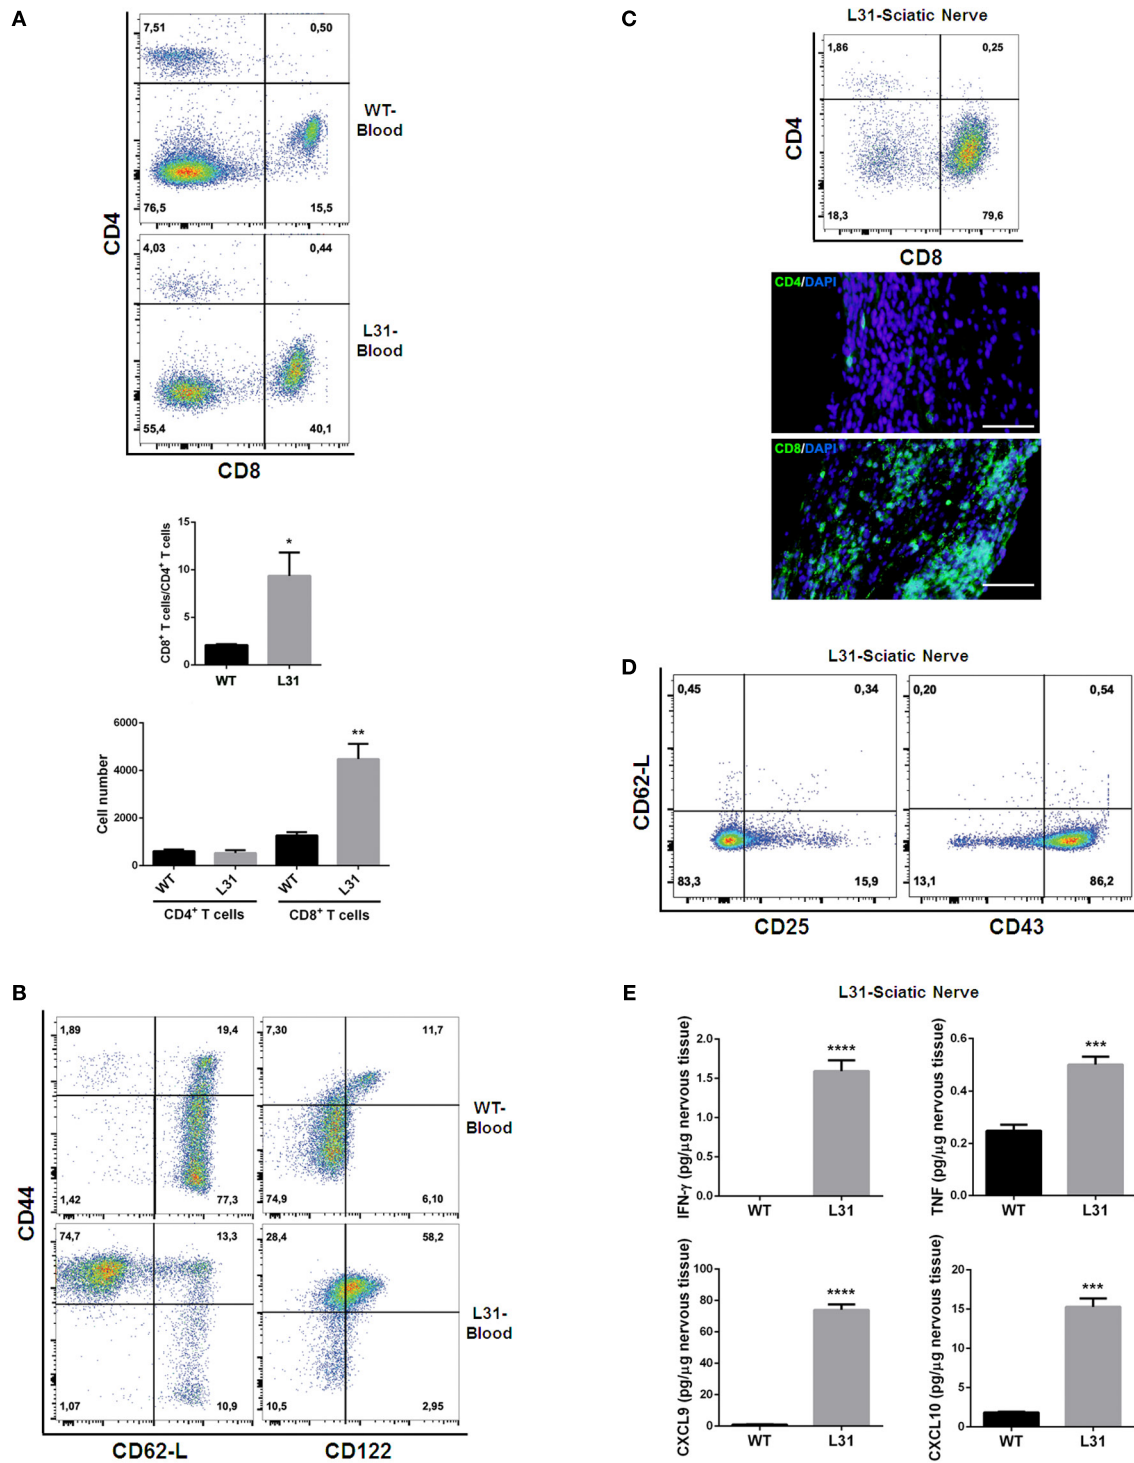 A
7,51
0,50
WT-
Blood
76,5
15,5
4,03
0,44
L31-
Blood
55,4
40,1
CD4
CD8
15
10
5
0
CD8⁺ T cells/CD4⁺ T cells
*
WT
L31
6000
4000
2000
0
Cell number
**
WT
L31
WT
L31
CD4⁺ T cells
CD8⁺ T cells
B
1,89
19,4
7,30
11,7
WT-
Blood
1,42
77,3
74,9
6,10
74,7
13,3
28,4
58,2
L31-
Blood
1,07
10,9
10,5
2,95
CD44
CD62-L
CD122
C
L31-Sciatic Nerve
1,86
0,25
18,3
79,6
CD4
CD8
CD4/DAPI
CD8/DAPI
D
L31-Sciatic Nerve
0,45
0,34
0,20
0,54
83,3
15,9
13,1
86,2
CD62-L
CD25
CD43
E
L31-Sciatic Nerve
IFN-γ (pg/µg nervous tissue)
2.0
1.5
1.0
0.5
0.0
****
WT
L31
TNF (pg/µg nervous tissue)
0.6
0.4
0.2
0.0
***
WT
L31
CXCL9 (pg/µg nervous tissue)
100
80
60
40
20
0
****
WT
L31
CXCL10 (pg/µg nervous tissue)
20
15
10
5
0
***
WT
L31